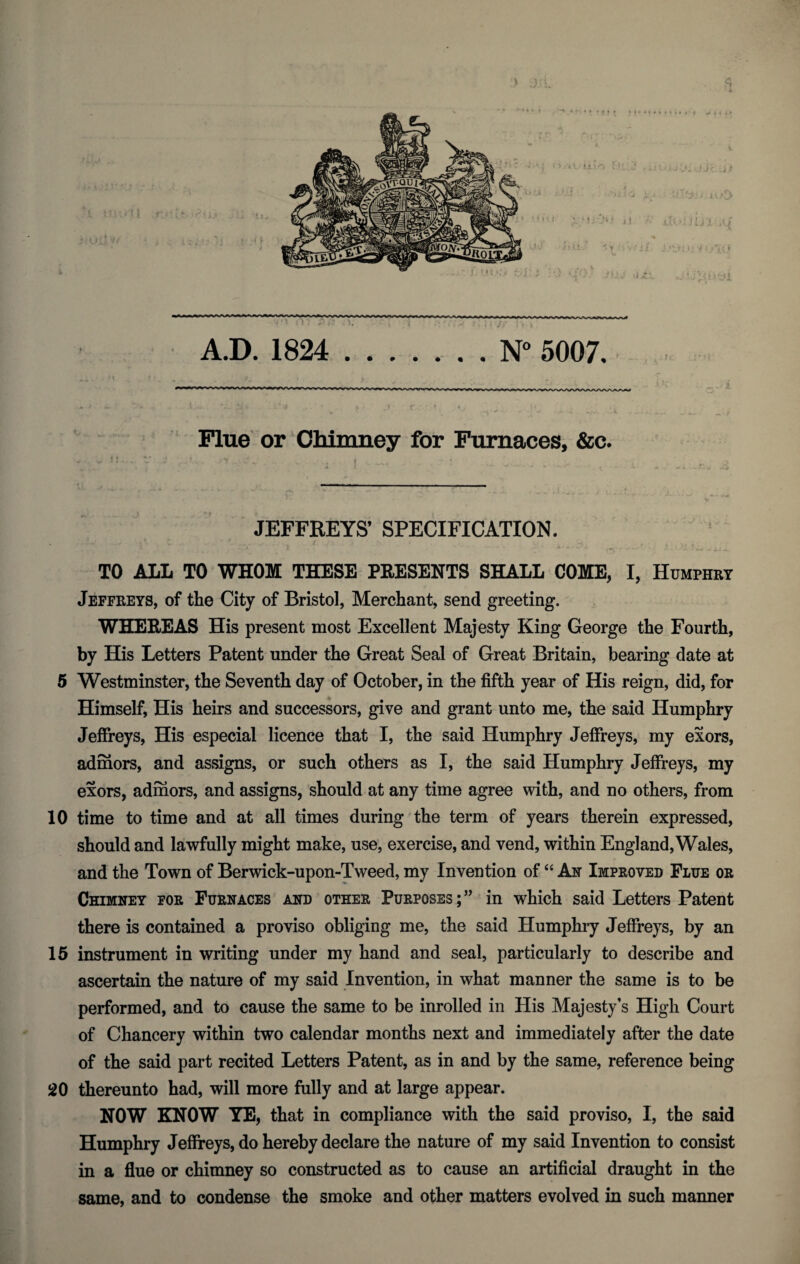 HONI SOIT QUI MAL
DIEU ET MON DROIT
A.D. 1824 . . . . . . . N° 5007.
Flue or Chimney for Furnaces, &c.
JEFFREYS' SPECIFICATION.
TO ALL TO WHOM THESE PRESENTS SHALL COME, I, Humphry
Jeffreys, of the City of Bristol, Merchant, send greeting.
WHEREAS His present most Excellent Majesty King George the Fourth,
by His Letters Patent under the Great Seal of Great Britain, bearing date at
5 Westminster, the Seventh day of October, in the fifth year of His reign, did, for
Himself, His heirs and successors, give and grant unto me, the said Humphry
Jeffreys, His especial licence that I, the said Humphry Jeffreys, my exors,
admors, and assigns, or such others as I, the said Humphry Jeffreys, my
exors, admors, and assigns, should at any time agree with, and no others, from
10 time to time and at all times during the term of years therein expressed,
should and lawfully might make, use, exercise, and vend, within England, Wales,
and the Town of Berwick-upon-Tweed, my Invention of “ An Improved Flue or
Chimney for Furnaces and other Purposes ;” in which said Letters Patent
there is contained a proviso obliging me, the said Humphry Jeffreys, by an
15 instrument in writing under my hand and seal, particularly to describe and
ascertain the nature of my said Invention, in what manner the same is to be
performed, and to cause the same to be inrolled in His Majesty's High Court
of Chancery within two calendar months next and immediately after the date
of the said part recited Letters Patent, as in and by the same, reference being
20 thereunto had, will more fully and at large appear.
NOW KNOW YE, that in compliance with the said proviso, I, the said
Humphry Jeffreys, do hereby declare the nature of my said Invention to consist
in a flue or chimney so constructed as to cause an artificial draught in the
same, and to condense the smoke and other matters evolved in such manner